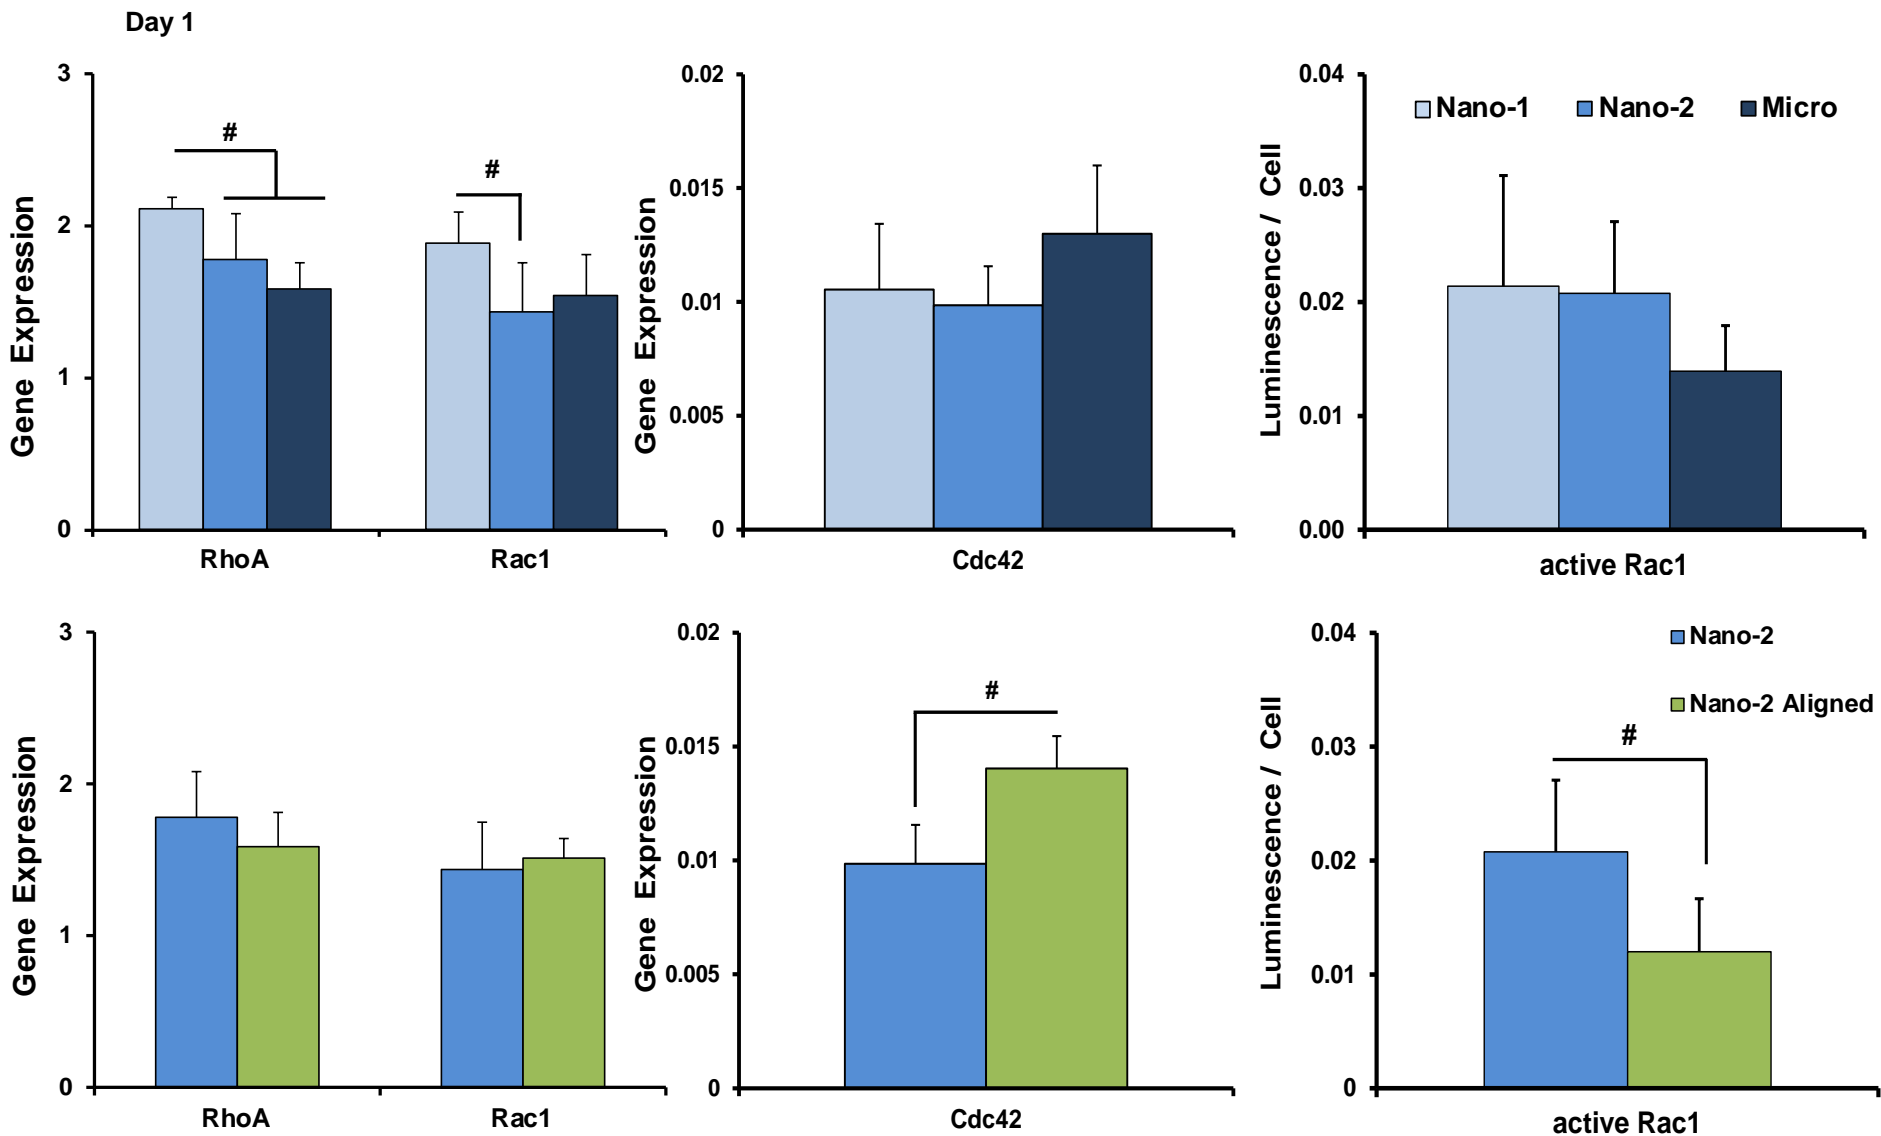 Day 1
Gene Expression
3
2
1
0
#
#
RhoA
Rac1
Gene Expression
0.02
0.015
0.01
0.005
0
Cdc42
Luminescence / Cell
0.04
0.03
0.02
0.01
0.00
Nano-1
Nano-2
Micro
active Rac1
Gene Expression
3
2
1
0
RhoA
Rac1
Gene Expression
0.02
0.015
0.01
0.005
0
#
Cdc42
Luminescence / Cell
0.04
0.03
0.02
0.01
0
Nano-2
Nano-2 Aligned
#
active Rac1